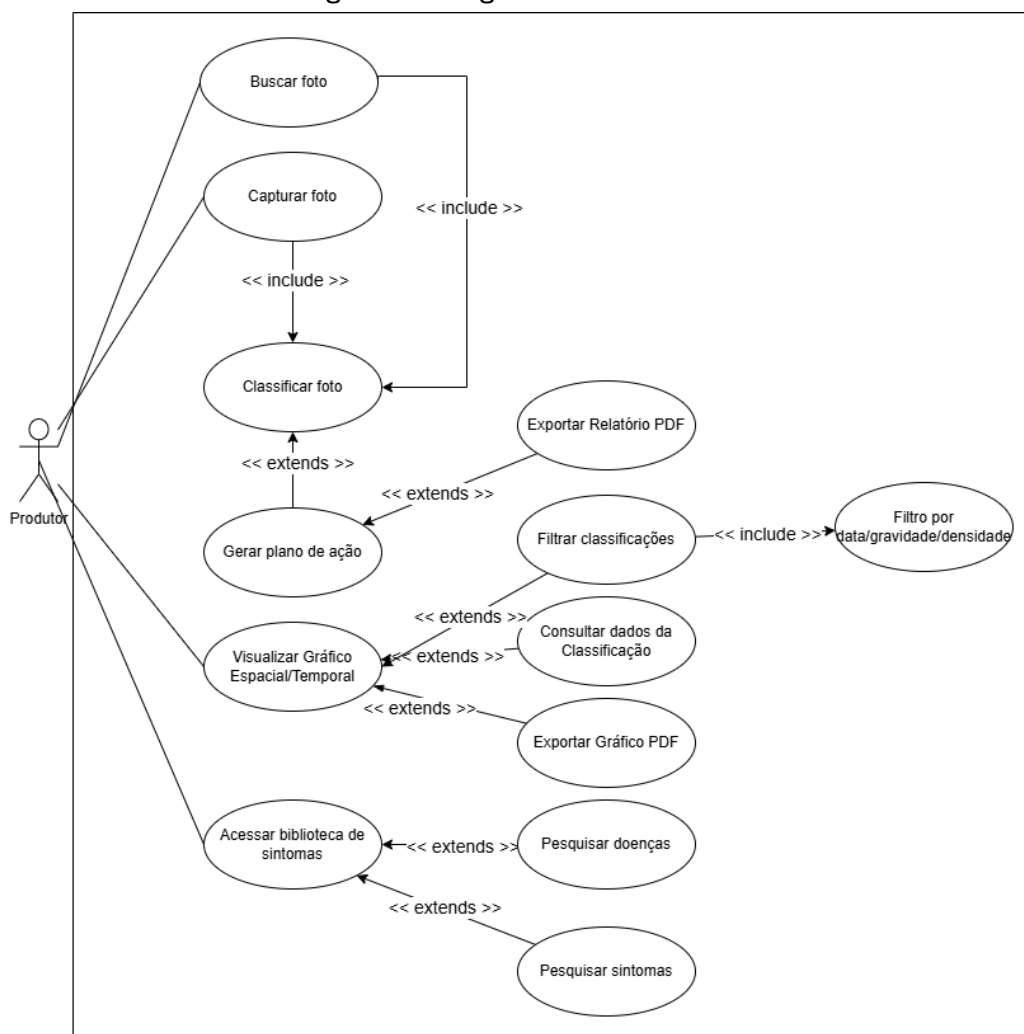 Buscar foto
Capturar foto
<< include >>
<< include >>
Classificar foto
<< extends >>
Exportar Relatório PDF
<< extends >>
Produtor
Gerar plano de ação
Filtrar classificações
<< include >>
Filtro por
data/gravidade/densidade
<< extends >>
Visualizar Gráfico
Espacial/Temporal
<< extends >>
Consultar dados da
Classificação
<< extends >>
Exportar Gráfico PDF
Acessar biblioteca de
sintomas
<< extends >>
Pesquisar doenças
<< extends >>
Pesquisar sintomas